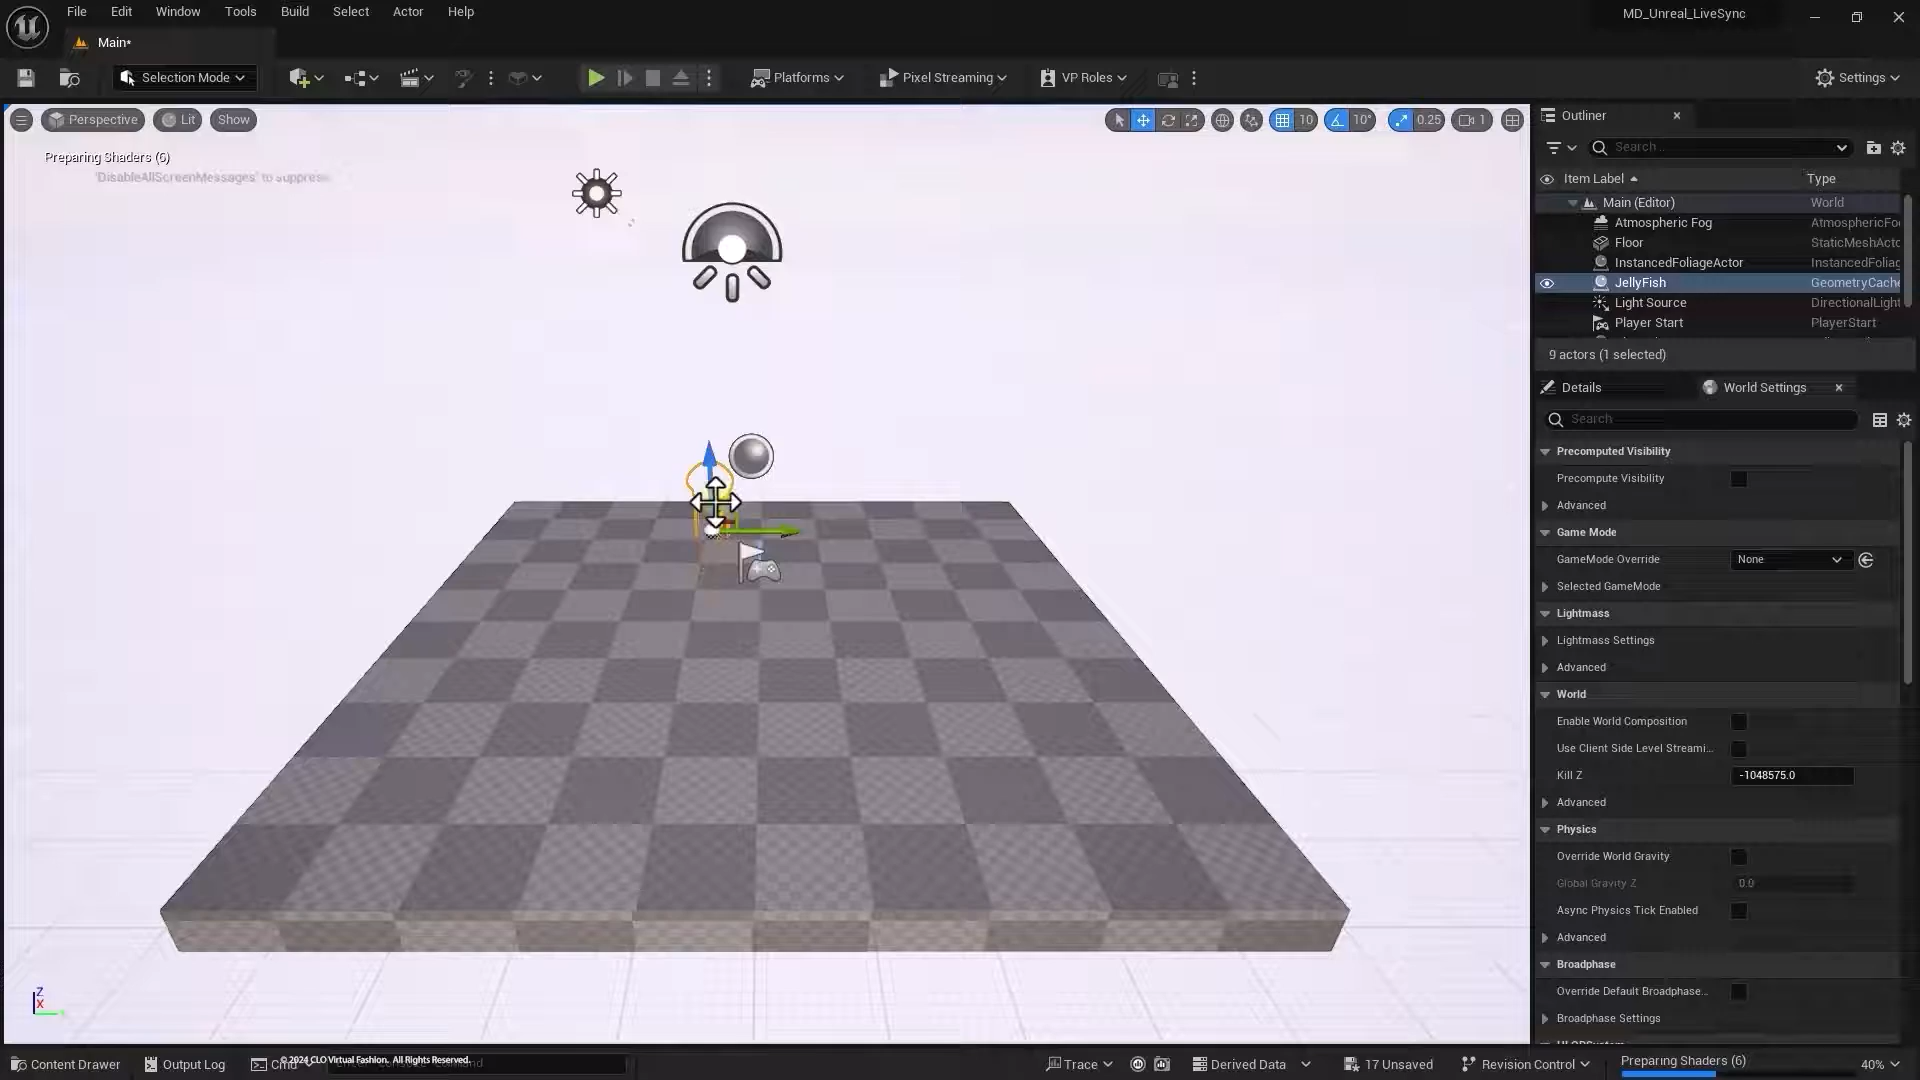 File Edit Window Tools Build Select Actor Help
MD_Unreal_LiveSync
Main*
Selection Mode
Platforms
Pixel Streaming
VP Roles
Settings
Perspective
Lit
Show
10
10°
0.25
1
Preparing Shaders (6)
'DisableAllScreenMessages' to suppress
Outliner
Search...
Item Label Type
Main (Editor) World
Atmospheric Fog AtmosphericFo
Floor StaticMeshActo
InstancedFoliageActor InstancedFoliag
JellyFish GeometryCache
Light Source DirectionalLight
Player Start PlayerStart
9 actors (1 selected)
Details
World Settings
Search
Precomputed Visibility
Precompute Visibility
Advanced
Game Mode
GameMode Override None
Selected GameMode
Lightmass
Lightmass Settings
Advanced
World
Enable World Composition
Use Client Side Level Streami...
Kill Z -1048575.0
Advanced
Physics
Override World Gravity
Global Gravity Z 0.0
Async Physics Tick Enabled
Advanced
Broadphase
Override Default Broadphase...
Broadphase Settings
Z
X
Content Drawer
Output Log
Cmd
© 2024 CLO Virtual Fashion. All Rights Reserved.
Trace
Derived Data
17 Unsaved
Revision Control
Preparing Shaders (6)
40%